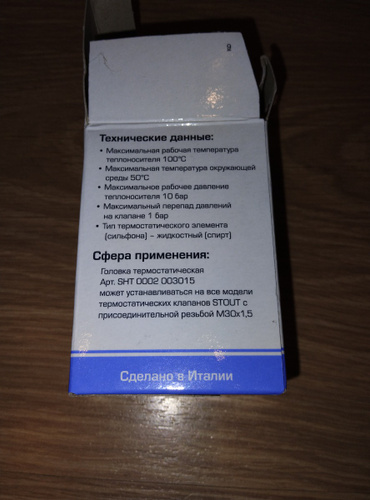 Технические данные:
• Максимальная рабочая температура
теплоносителя 100°С
• Максимальная температура окружающей
среды 50°С
• Максимальное рабочее давление
теплоносителя 10 бар
• Максимальный перепад давлений
на клапане 1 бар
• Тип термостатического элемента
(сильфона) – жидкостный (спирт)
Сфера применения:
Головка термостатическая
Арт. SHT 0002 003015
может устанавливаться на все модели
термостатических клапанов STOUT с
присоединительной резьбой М30х1,5
Сделано в Италии